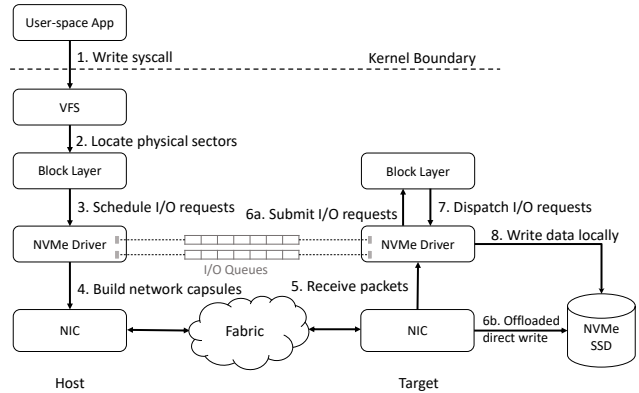 User-space App
1. Write syscall
Kernel Boundary
VFS
2. Locate physical sectors
Block Layer
Block Layer
3. Schedule I/O requests
6a. Submit I/O requests
7. Dispatch I/O requests
NVMe Driver
NVMe Driver
8. Write data locally
I/O Queues
4. Build network capsules
5. Receive packets
NIC
Fabric
NIC
6b. Offloaded
direct write
NVMe
SSD
Host
Target